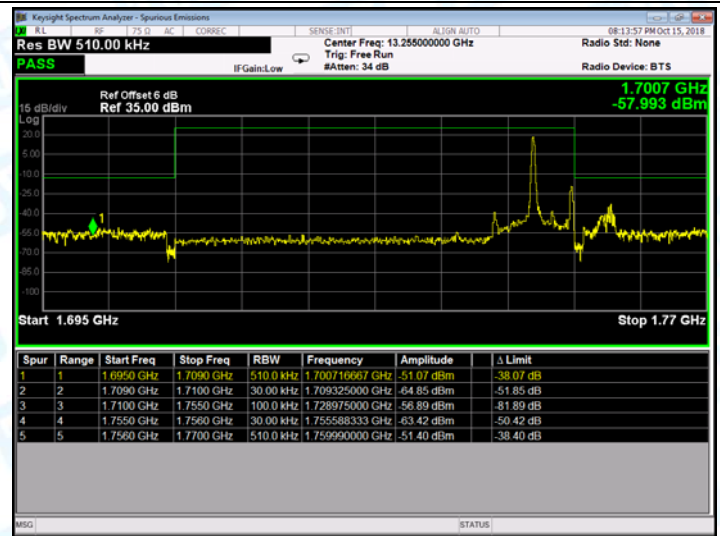 Keysight Spectrum Analyzer - Spurious Emissions
RL RF 75 Ω AC CORREC SENSE:INT ALIGN AUTO 08:13:57 PM Oct 15, 2018
Res BW 510.00 kHz Center Freq: 13.255000000 GHz Radio Std: None
Trig: Free Run
PASS IFGain:Low #Atten: 34 dB Radio Device: BTS
1.7007 GHz
Ref Offset 6 dB
15 dB/div Ref 35.00 dBm -57.993 dBm
Log
20.0
5.00
-10.0
-25.0
-40.0
1
-55.0
-70.0
-85.0
-100
Start 1.695 GHz Stop 1.77 GHz
Spur Range Start Freq Stop Freq RBW Frequency Amplitude Δ Limit
1 1 1.6950 GHz 1.7090 GHz 510.0 kHz 1.700716667 GHz -51.07 dBm -38.07 dB
2 2 1.7090 GHz 1.7100 GHz 30.00 kHz 1.709325000 GHz -64.85 dBm -51.85 dB
3 3 1.7100 GHz 1.7550 GHz 100.0 kHz 1.728975000 GHz -56.89 dBm -81.89 dB
4 4 1.7550 GHz 1.7560 GHz 30.00 kHz 1.755588333 GHz -63.42 dBm -50.42 dB
5 5 1.7560 GHz 1.7700 GHz 510.0 kHz 1.759990000 GHz -51.40 dBm -38.40 dB
MSG STATUS